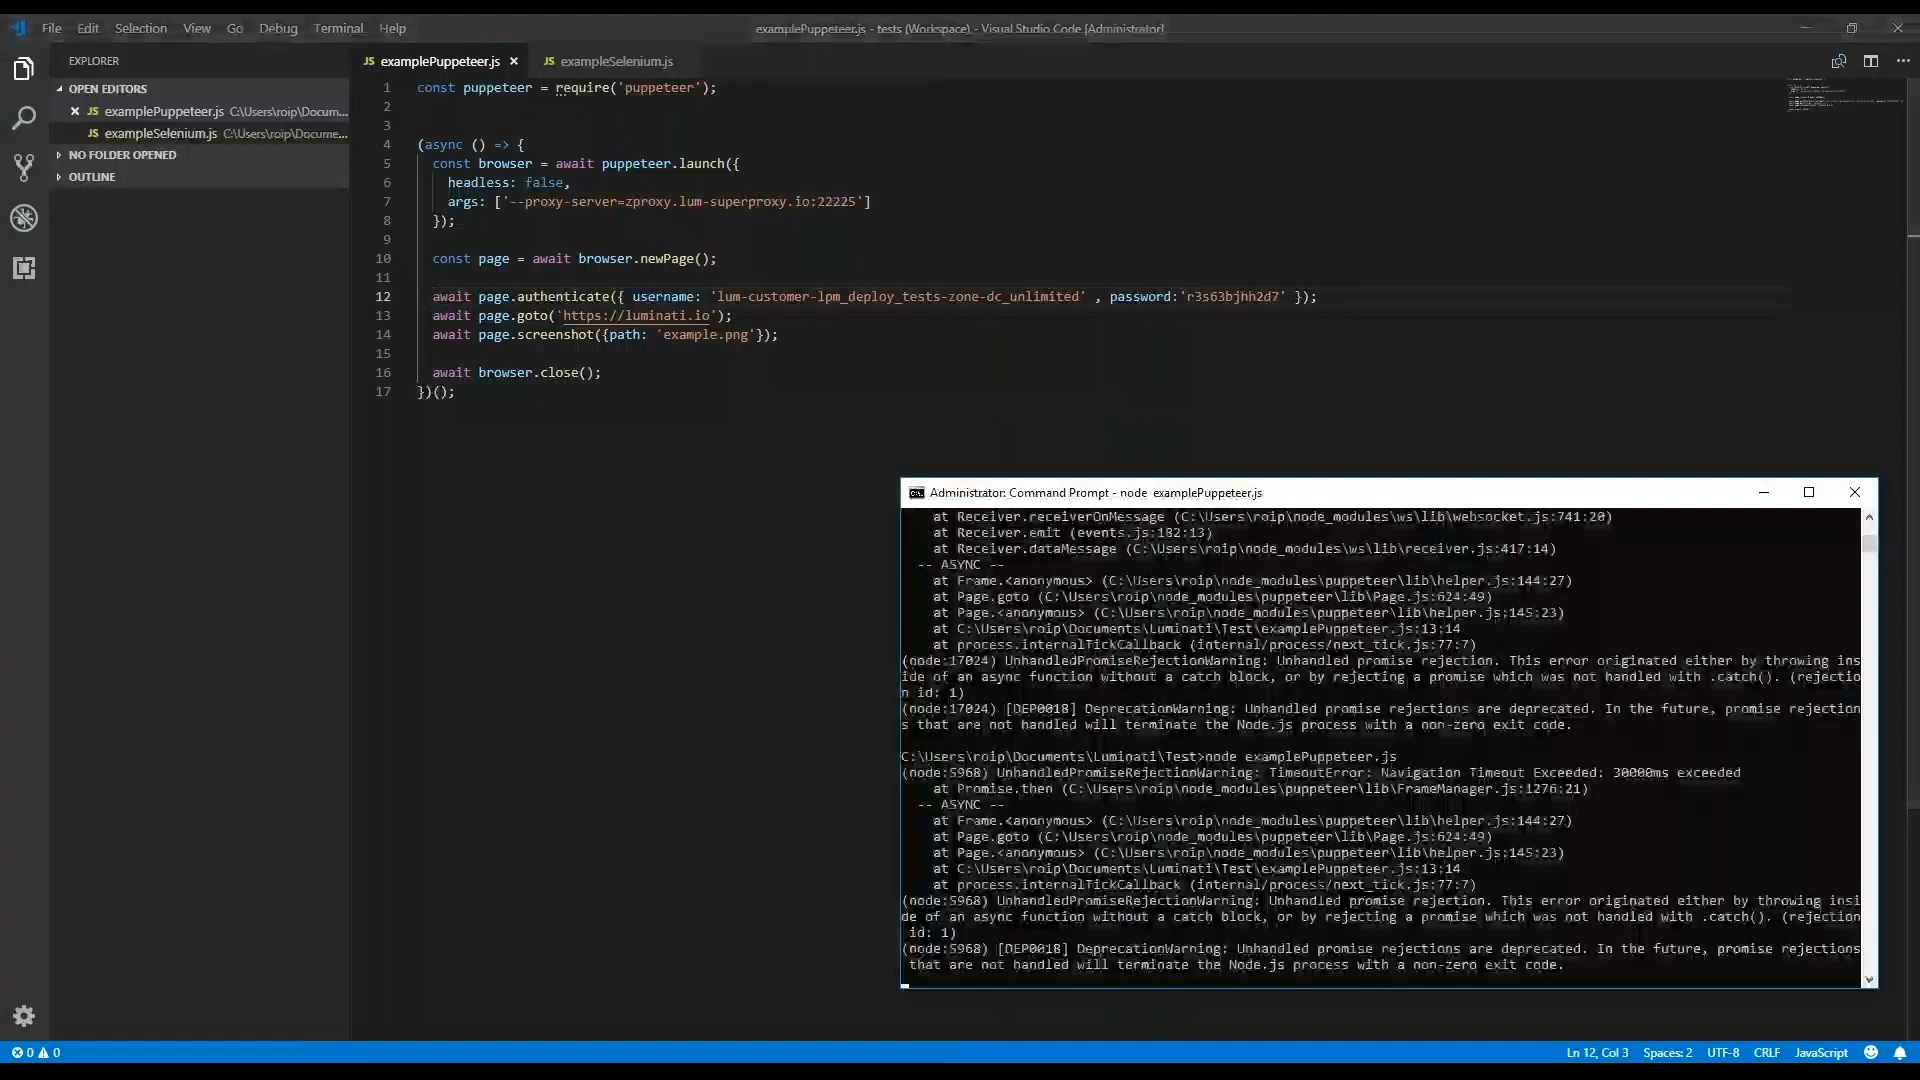 File Edit Selection View Go Debug Terminal Help
examplePuppeteer.js - tests (Workspace) - Visual Studio Code [Administrator]
EXPLORER
OPEN EDITORS
examplePuppeteer.js C:\Users\roip\Docum...
exampleSelenium.js C:\Users\roip\Docume...
NO FOLDER OPENED
OUTLINE
JS examplePuppeteer.js JS exampleSelenium.js
1 const puppeteer = require('puppeteer');
2
3
4 (async () => {
5 const browser = await puppeteer.launch({
6 headless: false,
7 args: ['--proxy-server=zproxy.lum-superproxy.io:22225']
8 });
9
10 const page = await browser.newPage();
11
12 await page.authenticate({ username: 'lum-customer-lpm_deploy_tests-zone-dc_unlimited' , password:'r3s63bjhh2d7' });
13 await page.goto('https://luminati.io');
14 await page.screenshot({path: 'example.png'});
15
16 await browser.close();
17 })();
Administrator: Command Prompt - node examplePuppeteer.js
at Receiver.receiverOnMessage (C:\Users\roip\node_modules\ws\lib\websocket.js:741:20)
at Receiver.emit (events.js:182:13)
at Receiver.dataMessage (C:\Users\roip\node_modules\ws\lib\receiver.js:417:14)
-- ASYNC --
at Frame.<anonymous> (C:\Users\roip\node_modules\puppeteer\lib\helper.js:144:27)
at Page.goto (C:\Users\roip\node_modules\puppeteer\lib\Page.js:624:49)
at Page.<anonymous> (C:\Users\roip\node_modules\puppeteer\lib\helper.js:145:23)
at C:\Users\roip\Documents\Luminati\Test\examplePuppeteer.js:13:14
at process.internalTickCallback (internal/process/next_tick.js:77:7)
(node:17024) UnhandledPromiseRejectionWarning: Unhandled promise rejection. This error originated either by throwing ins
ide of an async function without a catch block, or by rejecting a promise which was not handled with .catch(). (rejectio
n id: 1)
(node:17024) [DEP0018] DeprecationWarning: Unhandled promise rejections are deprecated. In the future, promise rejection
s that are not handled will terminate the Node.js process with a non-zero exit code.
C:\Users\roip\Documents\Luminati\Test>node examplePuppeteer.js
(node:5968) UnhandledPromiseRejectionWarning: TimeoutError: Navigation Timeout Exceeded: 30000ms exceeded
at Promise.then (C:\Users\roip\node_modules\puppeteer\lib\FrameManager.js:1276:21)
-- ASYNC --
at Frame.<anonymous> (C:\Users\roip\node_modules\puppeteer\lib\helper.js:144:27)
at Page.goto (C:\Users\roip\node_modules\puppeteer\lib\Page.js:624:49)
at Page.<anonymous> (C:\Users\roip\node_modules\puppeteer\lib\helper.js:145:23)
at C:\Users\roip\Documents\Luminati\Test\examplePuppeteer.js:13:14
at process.internalTickCallback (internal/process/next_tick.js:77:7)
(node:5968) UnhandledPromiseRejectionWarning: Unhandled promise rejection. This error originated either by throwing insi
de of an async function without a catch block, or by rejecting a promise which was not handled with .catch(). (rejection
id: 1)
(node:5968) [DEP0018] DeprecationWarning: Unhandled promise rejections are deprecated. In the future, promise rejections
that are not handled will terminate the Node.js process with a non-zero exit code.
0 0
Ln 12, Col 3 Spaces: 2 UTF-8 CRLF JavaScript